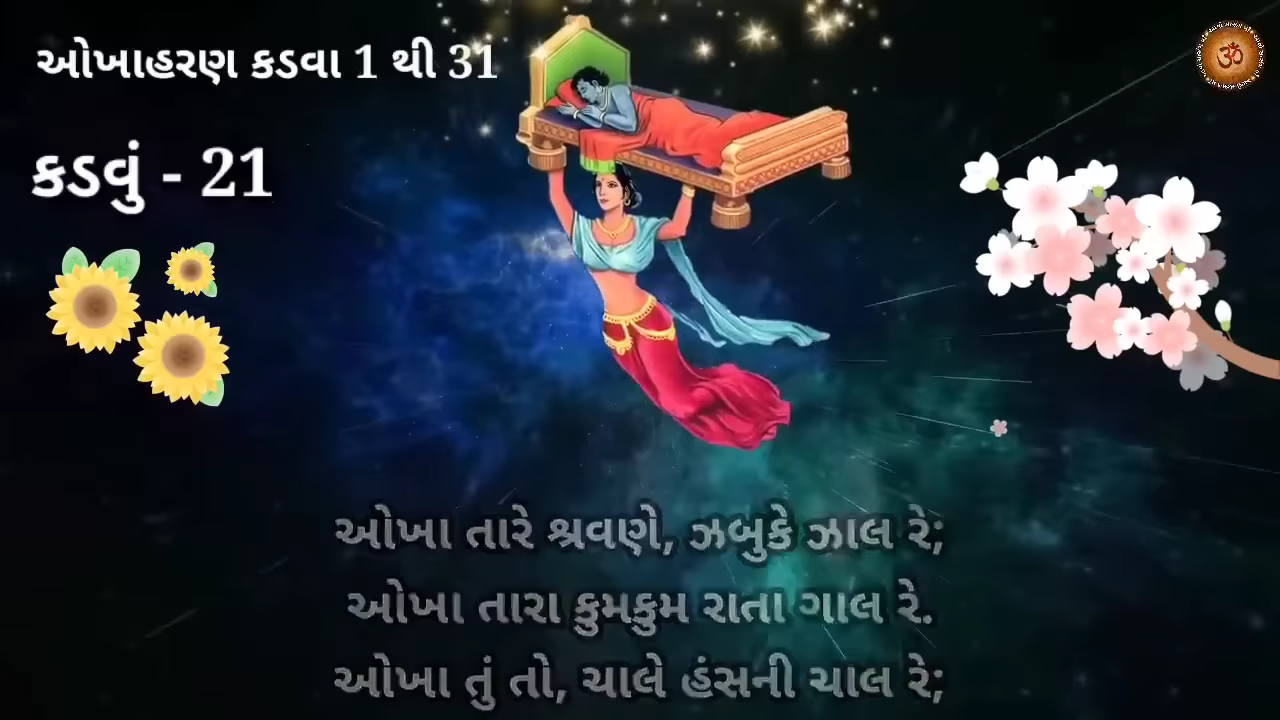 ઓખાહરણ કડવા 1 થી 31
કડવું - 21
ૐ
ઓખા તારે શ્રવણે, ઝબુકે ઝાલ રે;
ઓખા તારા કુમકુમ રાતા ગાલ રે.
ઓખા તું તો, ચાલે હંસની ચાલ રે;